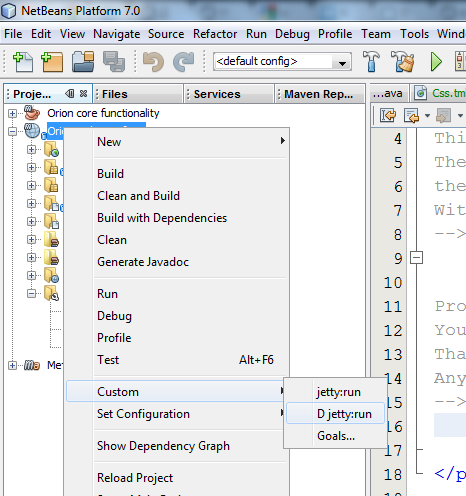 NetBeans Platform 7.0
File Edit View Navigate Source Refactor Run Debug Profile Team Tools
<default config>
Proje... Files Services Maven Rep...
...ava Css.tm
Orion core functionality
New
Build
Clean and Build
Build with Dependencies
Clean
Generate Javadoc
Run
Debug
Profile
Test Alt+F6
Custom
Set Configuration
Show Dependency Graph
Reload Project
jetty:run
D jetty:run
Goals...
4 Thi
5 The
6 the
7 Wit
8 -->
9
10
11 Pro
12 You
13 Tha
14 Any
15 -->
16
17
18 </p